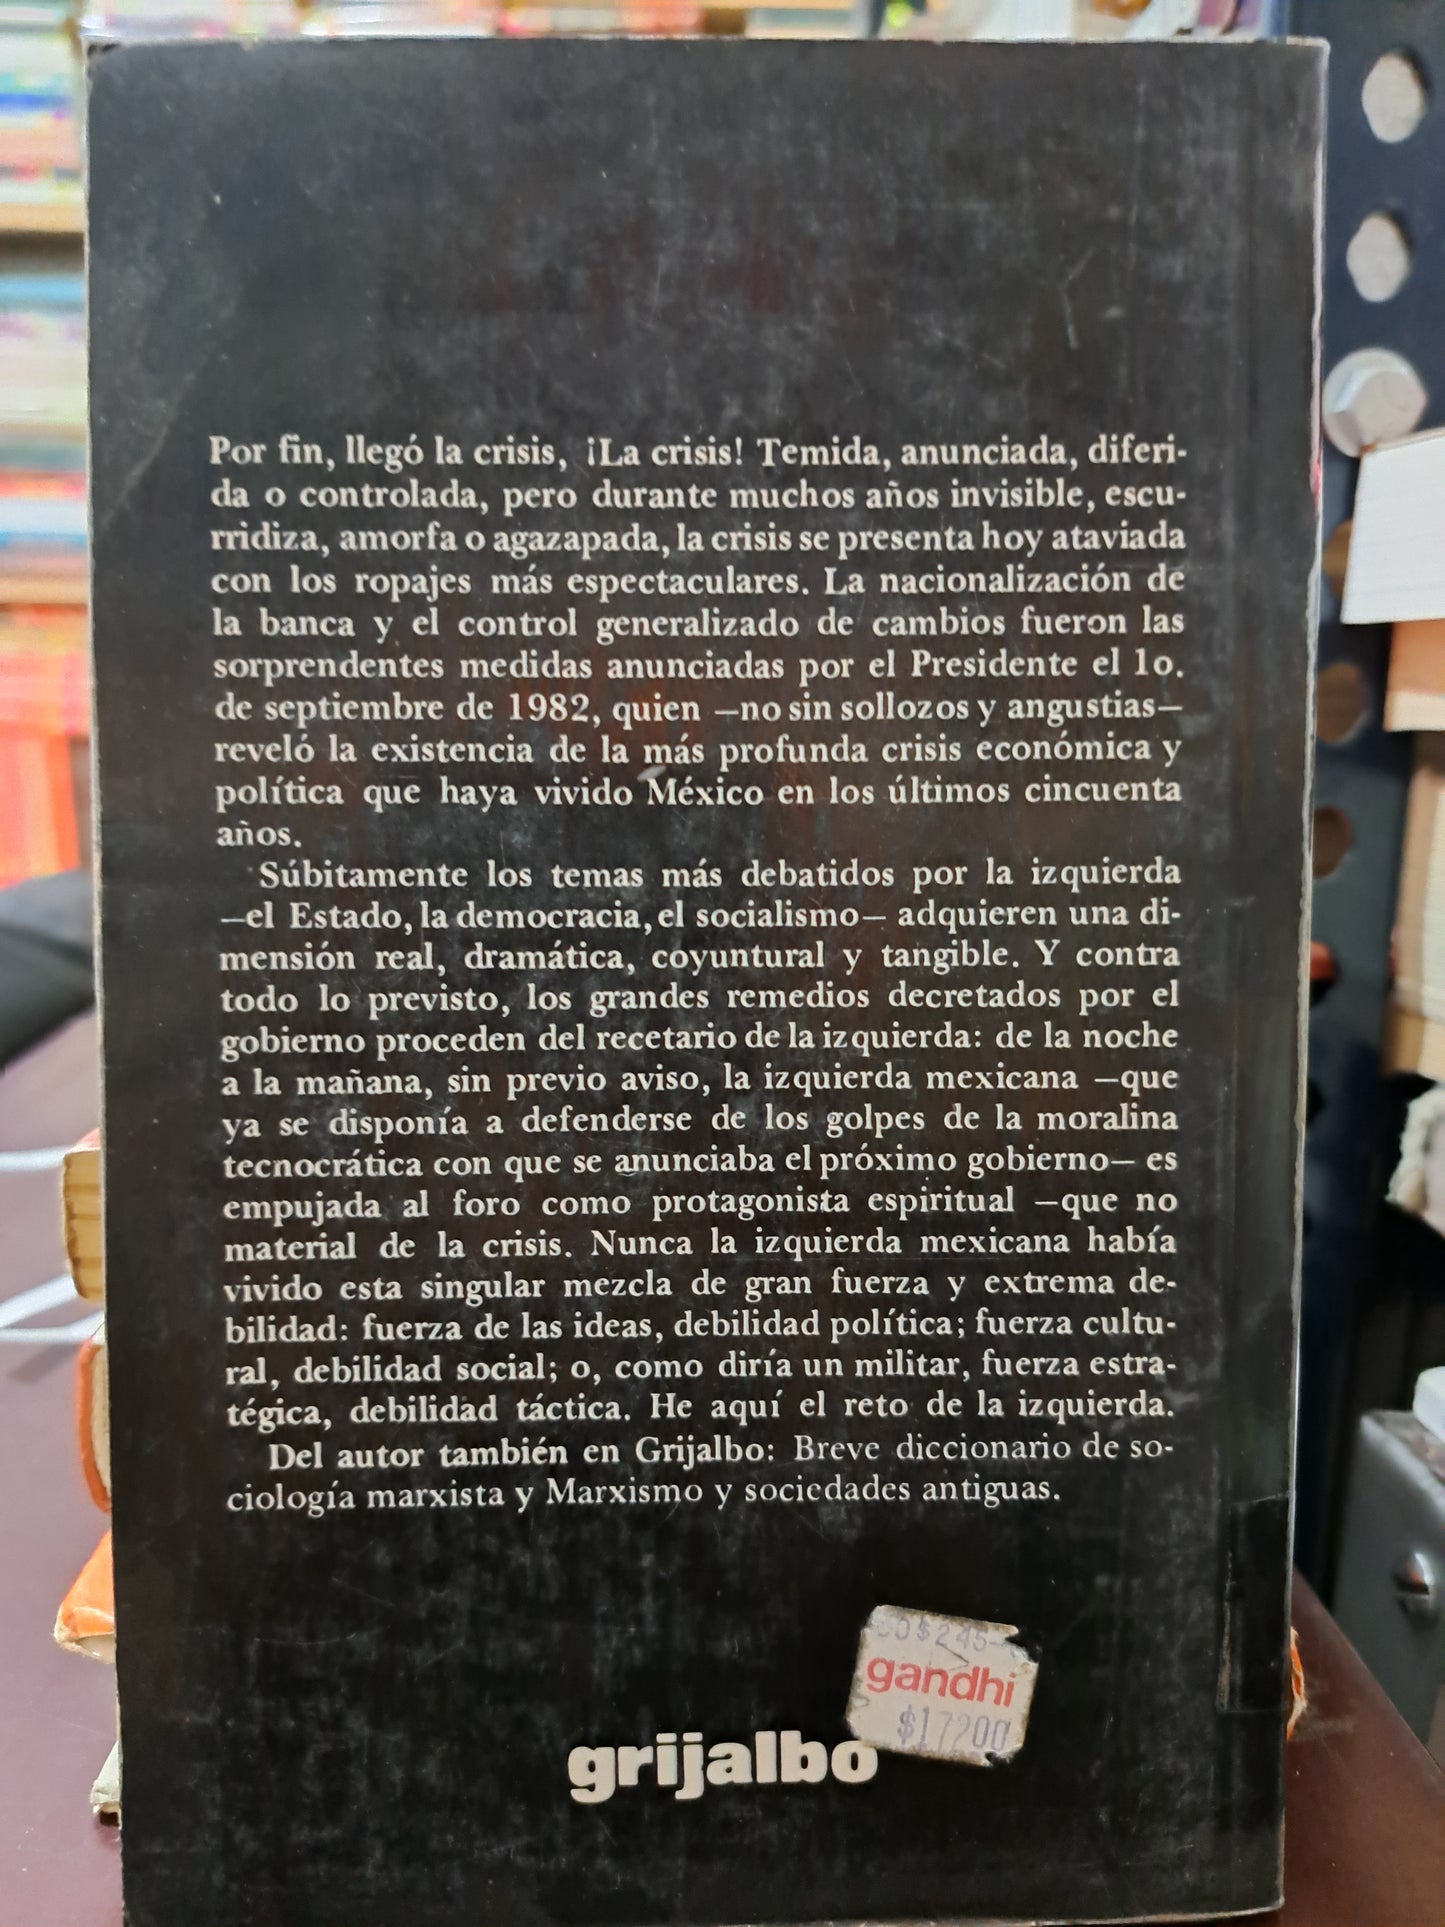 Por fin, llegó la crisis, ¡La crisis! Temida, anunciada, diferi-
da o controlada, pero durante muchos años invisible, escu-
rridiza, amorfa o agazapada, la crisis se presenta hoy ataviada
con los ropajes más espectaculares. La nacionalización de
la banca y el control generalizado de cambios fueron las
sorprendentes medidas anunciadas por el Presidente el 1o.
de septiembre de 1982, quien —no sin sollozos y angustias—
reveló la existencia de la más profunda crisis económica y
política que haya vivido México en los últimos cincuenta
años.
Súbitamente los temas más debatidos por la izquierda
—el Estado, la democracia, el socialismo— adquieren una di-
mensión real, dramática, coyuntural y tangible. Y contra
todo lo previsto, los grandes remedios decretados por el
gobierno proceden del recetario de la izquierda: de la noche
a la mañana, sin previo aviso, la izquierda mexicana —que
ya se disponía a defenderse de los golpes de la moralina
tecnocrática con que se anunciaba el próximo gobierno— es
empujada al foro como protagonista espiritual —que no
material de la crisis. Nunca la izquierda mexicana había
vivido esta singular mezcla de gran fuerza y extrema de-
bilidad: fuerza de las ideas, debilidad política; fuerza cultu-
ral, debilidad social; o, como diría un militar, fuerza estra-
tégica, debilidad táctica. He aquí el reto de la izquierda.
Del autor también en Grijalbo: Breve diccionario de so-
ciología marxista y Marxismo y sociedades antiguas.
gandhi
$17200
grijalbo